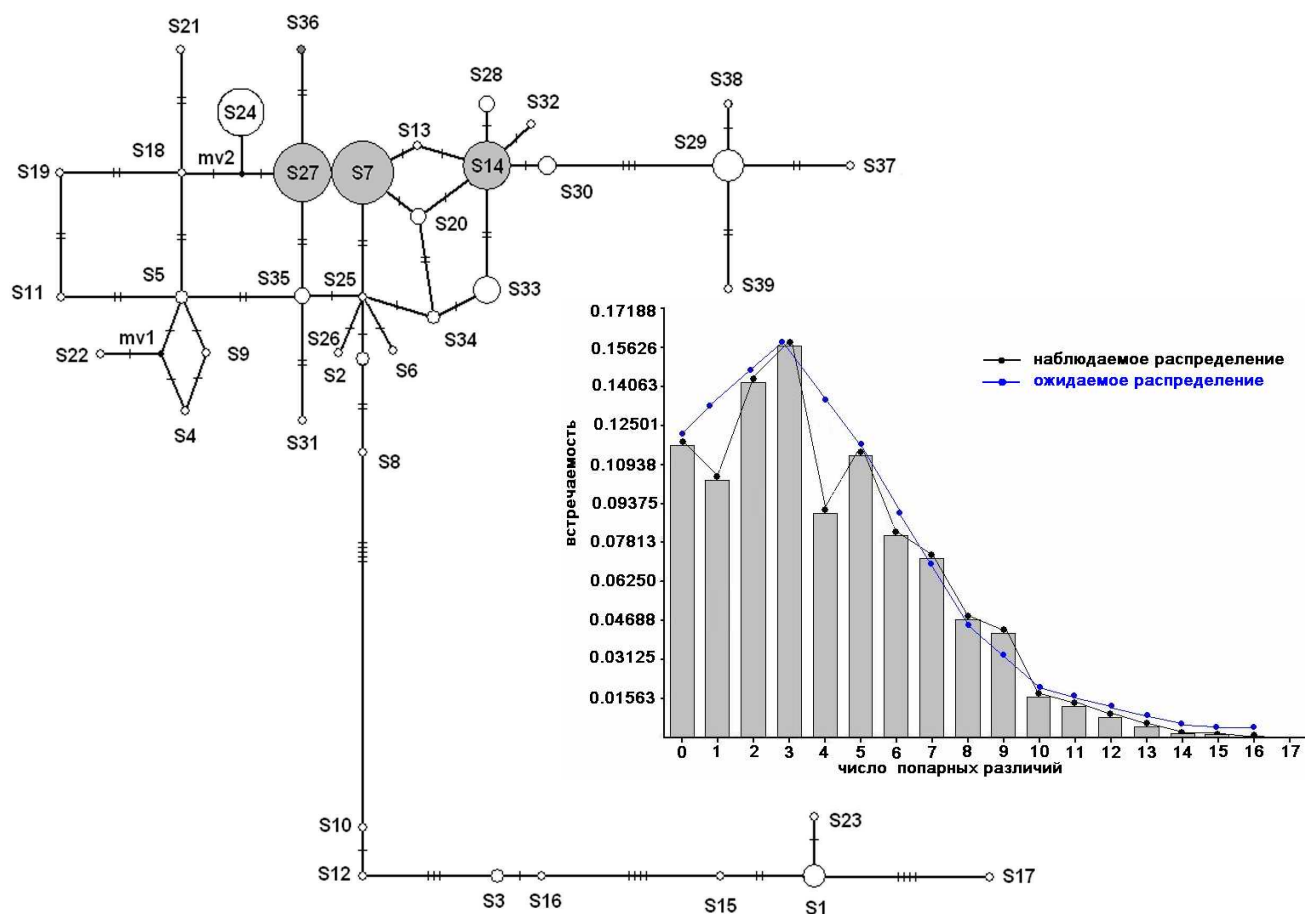 S21
S36
S28
S38
S24
S32
S13
S29
S18
mv2
S19
S27
S7
S14
S37
S30
S20
S5
S35
S25
S11
S33
S39
mv1
S26
S34
S22
S9
S2
S6
S4
S31
S8
0.17188
0.15626
0.14063
0.12501
0.10938
0.09375
0.07813
0.06250
0.04688
0.03125
0.01563
встречаемость
наблюдаемое распределение
ожидаемое распределение
0 1 2 3 4 5 6 7 8 9 10 11 12 13 14 15 16 17
число попарных различий
S10
S23
S12
S17
S3
S16
S15
S1